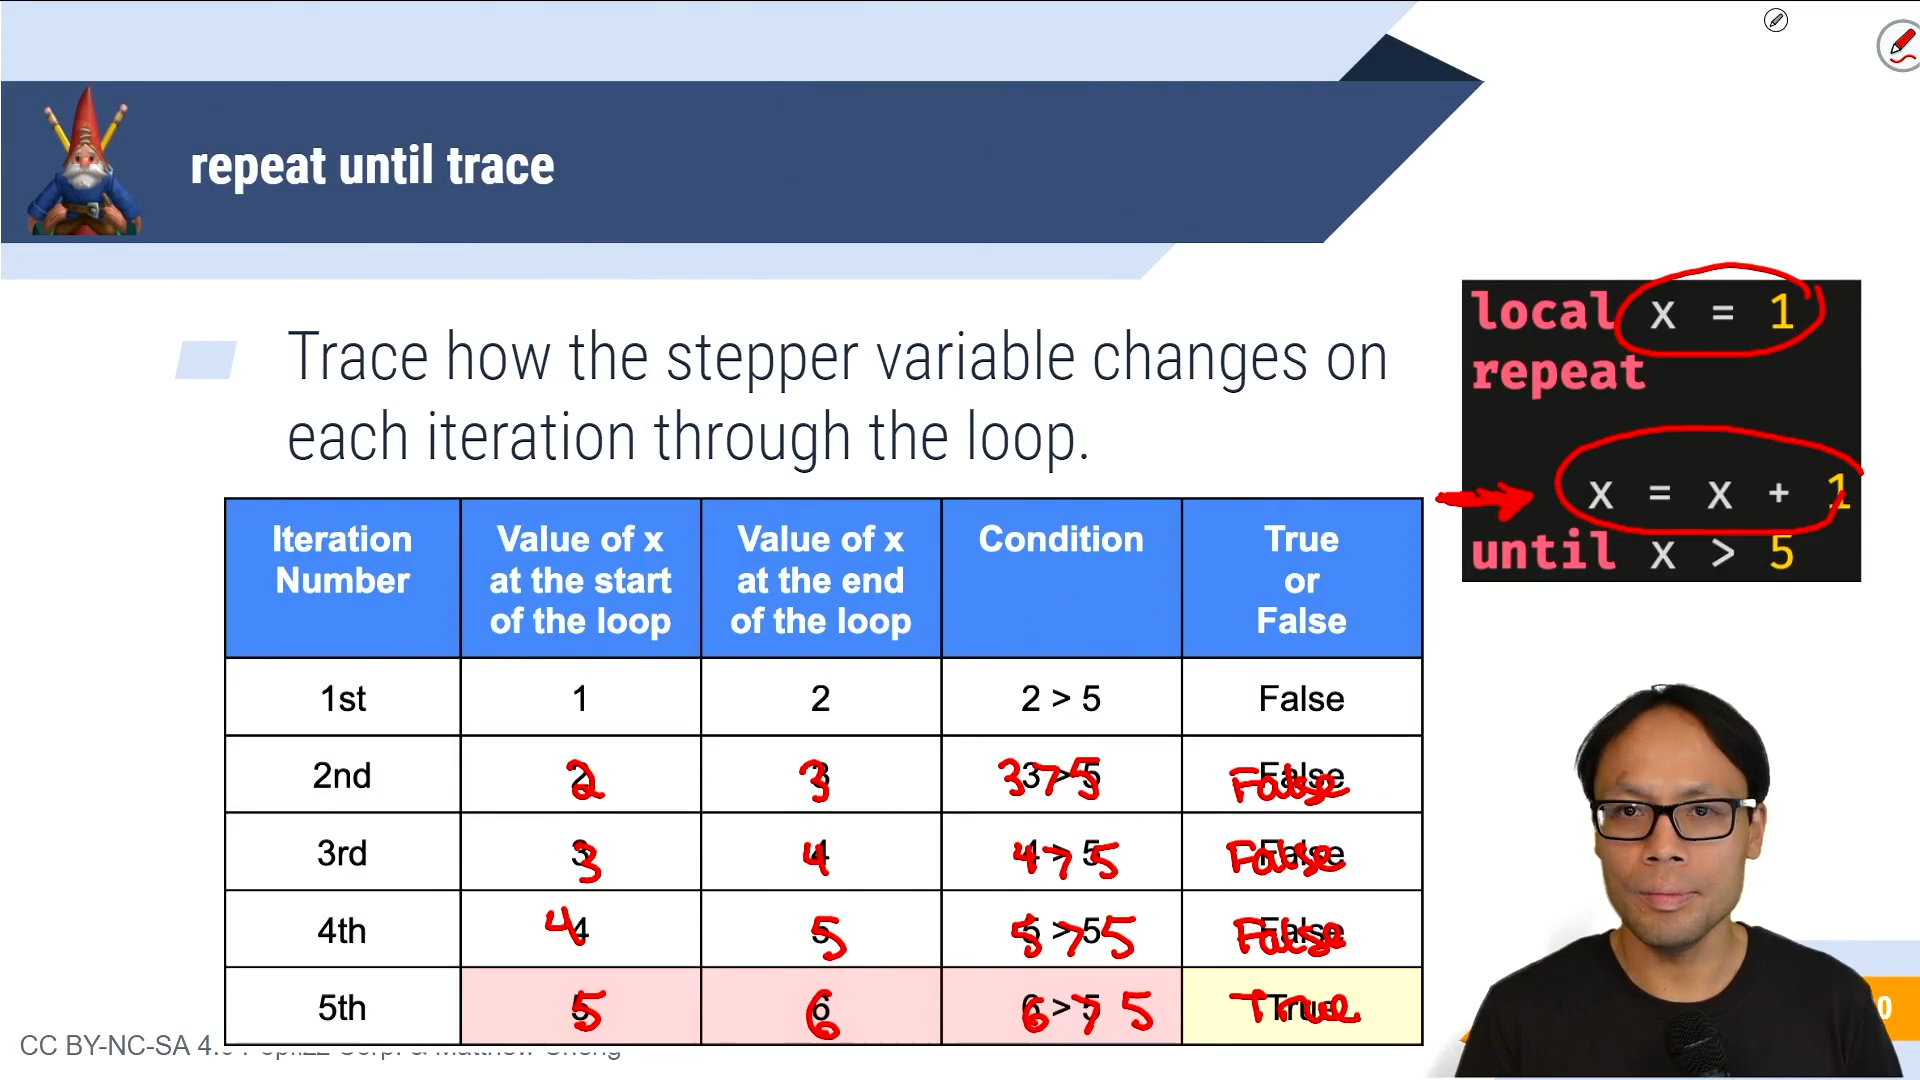 repeat until trace
Trace how the stepper variable changes on
each iteration through the loop.
local x = 1
repeat
x = x + 1
until x > 5
Iteration Number | Value of x at the start of the loop | Value of x at the end of the loop | Condition | True or False
1st | 1 | 2 | 2 > 5 | False
2nd | 2 | 3 | 3 > 5 | False
3rd | 3 | 4 | 4 > 5 | False
4th | 4 | 5 | 5 > 5 | False
5th | 5 | 6 | 6 > 5 | True
CC BY-NC-SA 4.
0